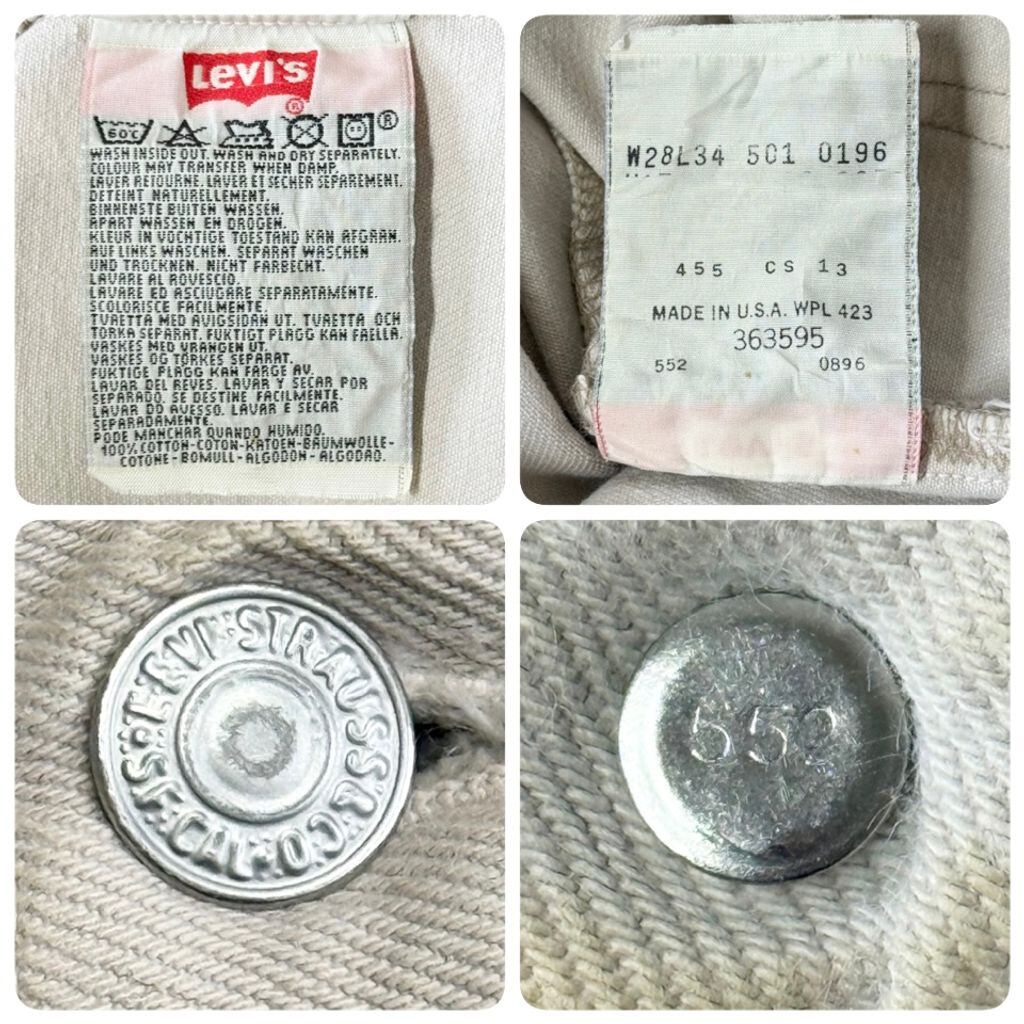 Levi's
®
60°C
®
WASH INSIDE OUT. WASH AND DRY SEPARATELY.
COLOUR MAY TRANSFER WHEN DAMP.
LAVER RETOURNE. LAVER ET SECHER SEPAREMENT.
DETEINT NATURELLEMENT.
BINNENSTE BUITEN WASSEN.
APART WASSEN EN DROGEN.
KLEUR IN VOCHTIGE TOESTAND KAN AFGAAN.
AUF LINKS WASCHEN. SEPARAT WASCHEN
UND TROCKNEN. NICHT FARBECHT.
LAVARE AL ROVESCIO.
LAVARE ED ASCIUGARE SEPARATAMENTE.
SCOLORISCE FACILMENTE.
TVAETTA MED AVIGSIDAN UT. TVAETTA OCH
TORKA SEPARAT. FUKTIGT PLAGG KAN FAELLA.
VASKES MED VRANGEN UT.
VASKES OG TORKES SEPARAT.
FUKTIGE PLAGG KAN FARGE AV.
LAVAR DEL REVES. LAVAR Y SECAR POR
SEPARADO. SE DESTINE FACILMENTE.
LAVAR DO AVESSO. LAVAR E SECAR
SEPARADAMENTE.
PODE MANCHAR QUANDO HUMIDO.
100% COTTON-COTON-KATOEN-BAUMWOLLE-
COTONE-BOMULL-ALGODON-ALGODAO.
W28L34 501 0196
455 CS 13
MADE IN U.S.A. WPL 423
363595
552 0896
LEVI STRAUSS & CO. S.F. CAL.
552